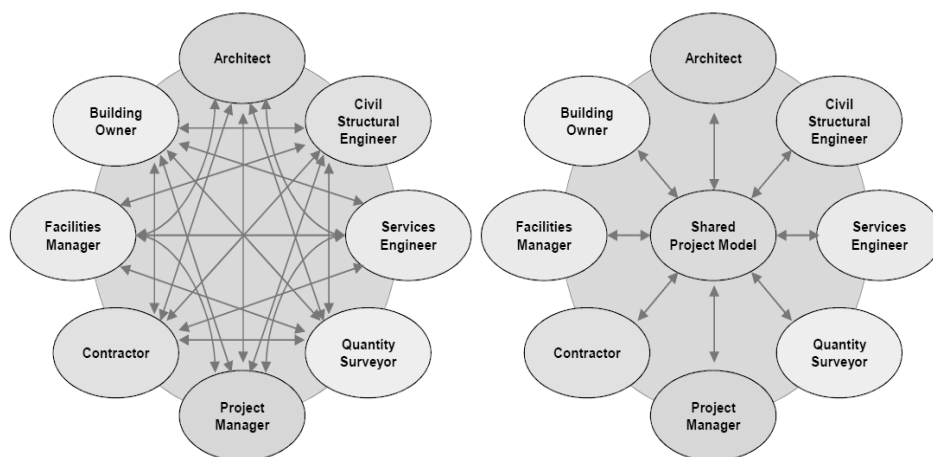 Architect
Building
Owner
Civil
Structural
Engineer
Facilities
Manager
Services
Engineer
Contractor
Quantity
Surveyor
Project
Manager
Architect
Building
Owner
Civil
Structural
Engineer
Facilities
Manager
Shared
Project Model
Services
Engineer
Contractor
Quantity
Surveyor
Project
Manager